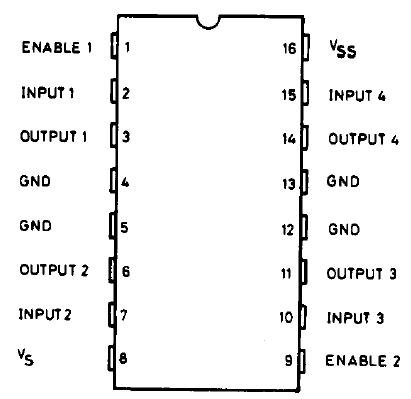 ENABLE 1 1 16 VSS
INPUT 1 2 15 INPUT 4
OUTPUT 1 3 14 OUTPUT 4
GND 4 13 GND
GND 5 12 GND
OUTPUT 2 6 11 OUTPUT 3
INPUT 2 7 10 INPUT 3
VS 8 9 ENABLE 2